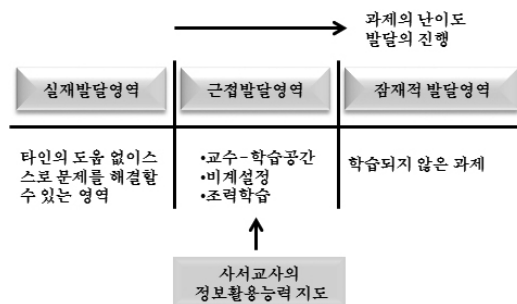 과제의 난이도
발달의 진행
실재발달영역
근접발달영역
잠재적 발달영역
타인의 도움 없이스
스로 문제를 해결할
수 있는 영역
•교수-학습공간
•비계설정
•조력학습
학습되지 않은 과제
사서교사의
정보활용능력 지도